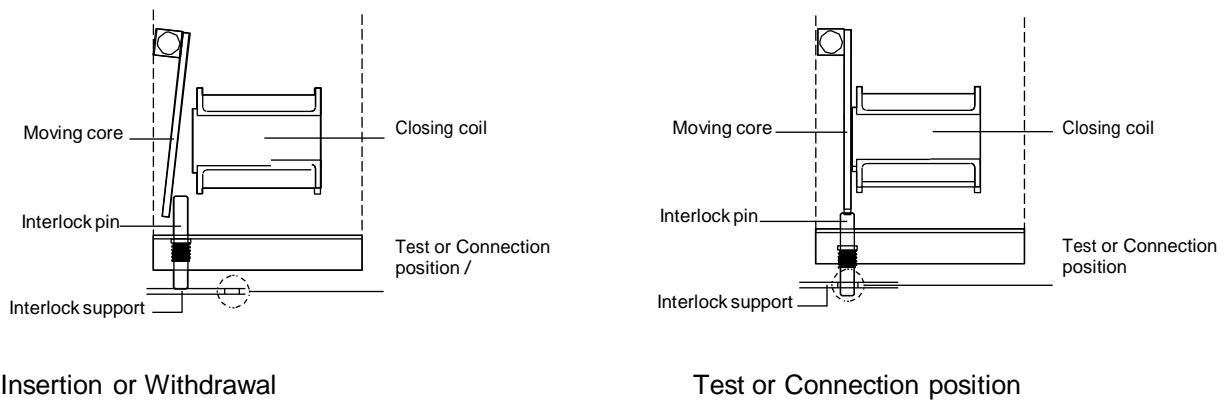 Moving core
Closing coil
Interlock pin
Test or Connection
position /
Interlock support
Insertion or Withdrawal
Moving core
Closing coil
Interlock pin
Test or Connection
position
Interlock support
Test or Connection position